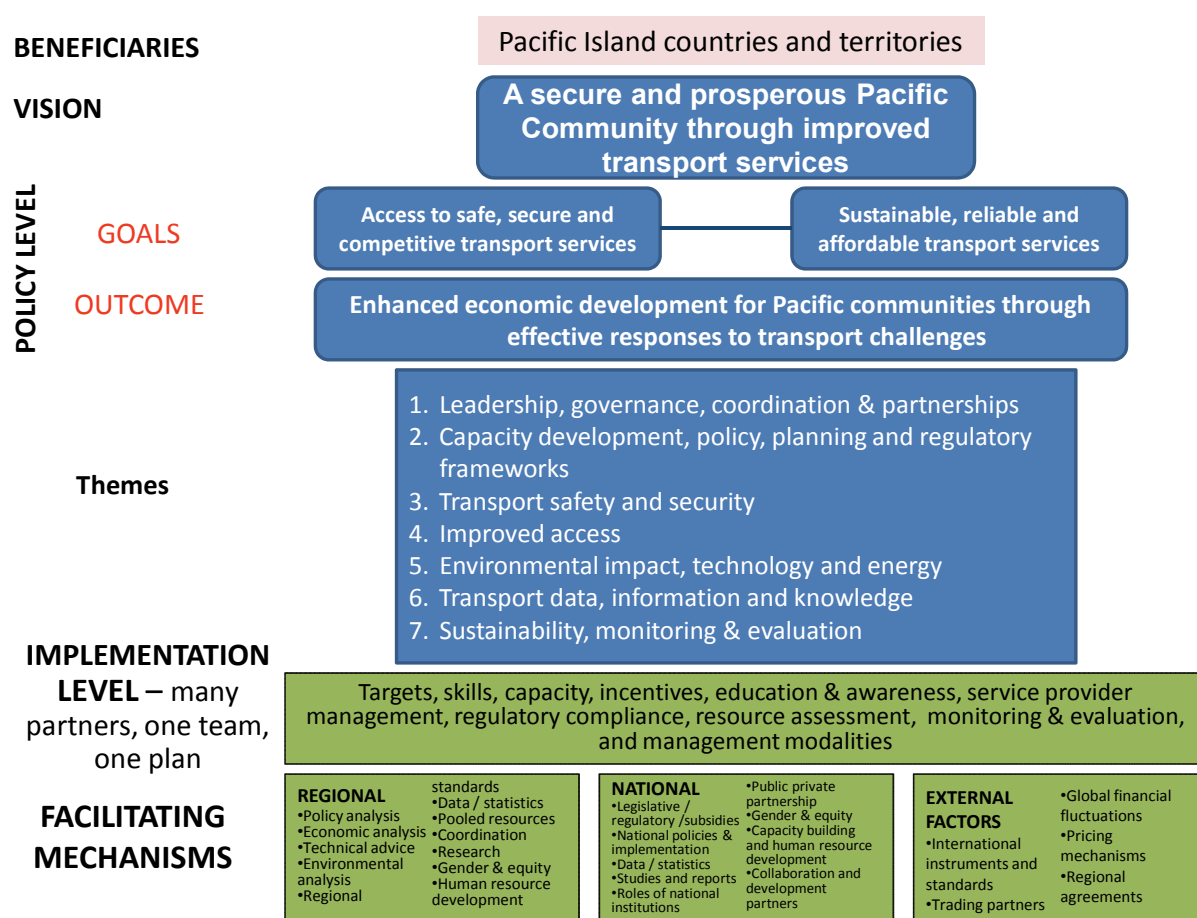 BENEFICIARIES
Pacific Island countries and territories
VISION
A secure and prosperous Pacific
Community through improved
transport services
POLICY LEVEL
GOALS
Access to safe, secure and
competitive transport services
Sustainable, reliable and
affordable transport services
OUTCOME
Enhanced economic development for Pacific communities through
effective responses to transport challenges
Themes
1. Leadership, governance, coordination & partnerships
2. Capacity development, policy, planning and regulatory
frameworks
3. Transport safety and security
4. Improved access
5. Environmental impact, technology and energy
6. Transport data, information and knowledge
7. Sustainability, monitoring & evaluation
IMPLEMENTATION
LEVEL – many
partners, one team,
one plan
Targets, skills, capacity, incentives, education & awareness, service provider
management, regulatory compliance, resource assessment, monitoring & evaluation,
and management modalities
FACILITATING
MECHANISMS
REGIONAL
•Policy analysis
•Economic analysis
•Technical advice
•Environmental
analysis
•Regional
standards
•Data / statistics
•Pooled resources
•Coordination
•Research
•Gender & equity
•Human resource
development
NATIONAL
•Legislative /
regulatory /subsidies
•National policies &
implementation
•Data / statistics
•Studies and reports
•Roles of national
institutions
•Public private
partnership
•Gender & equity
•Capacity building
and human resource
development
•Collaboration and
development
partners
EXTERNAL
FACTORS
•International
instruments and
standards
•Trading partners
•Global financial
fluctuations
•Pricing
mechanisms
•Regional
agreements